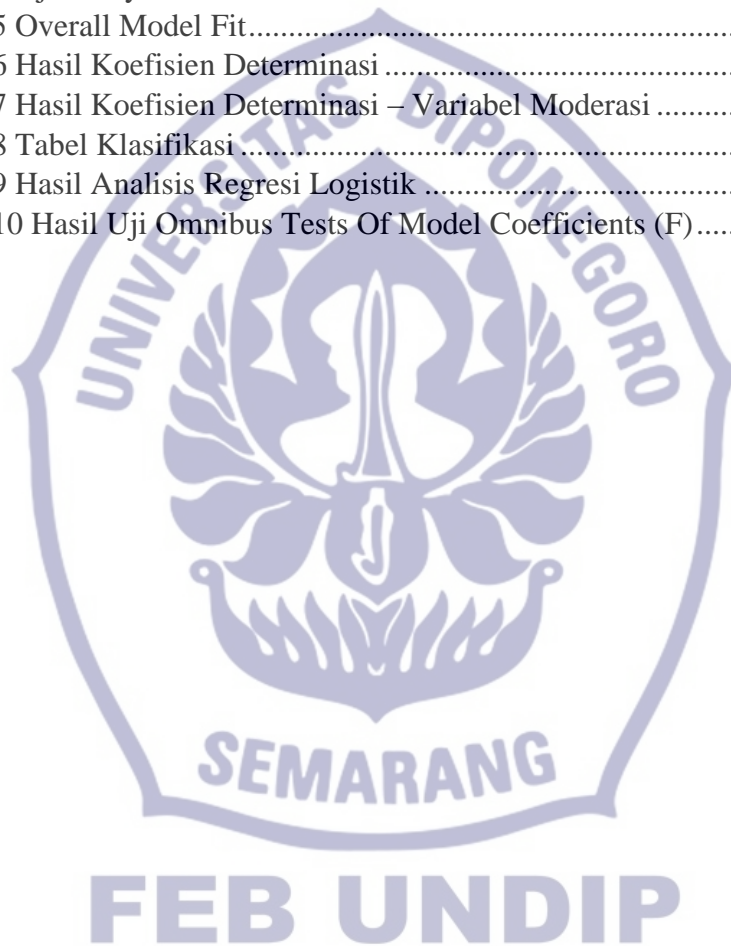 5 Overall Model Fit....................................................
6 Hasil Koefisien Determinasi....................................................
7 Hasil Koefisien Determinasi – Variabel Moderasi...........
8 Tabel Klasifikasi....................................................
9 Hasil Analisis Regresi Logistik....................................................
10 Hasil Uji Omnibus Tests Of Model Coefficients (F).....
UNIVERSITAS DIPONEGORO
SEMARANG
FEB UNDIP